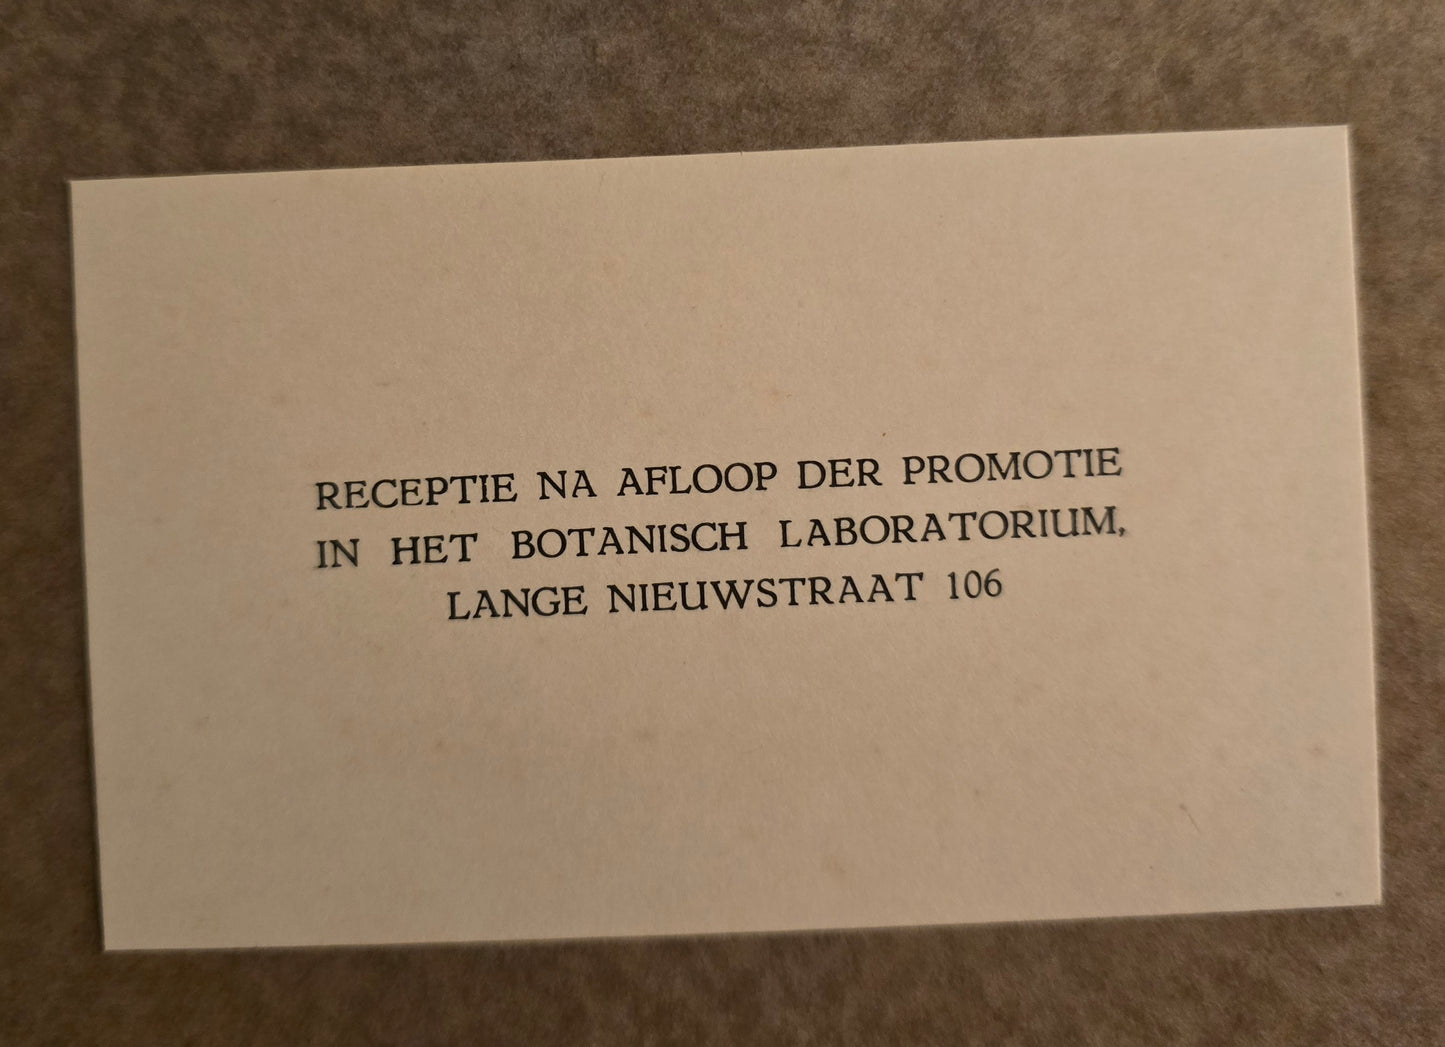 RECEPTIE NA AFLOOP DER PROMOTIE
IN HET BOTANISCH LABORATORIUM,
LANGE NIEUWSTRAAT 106